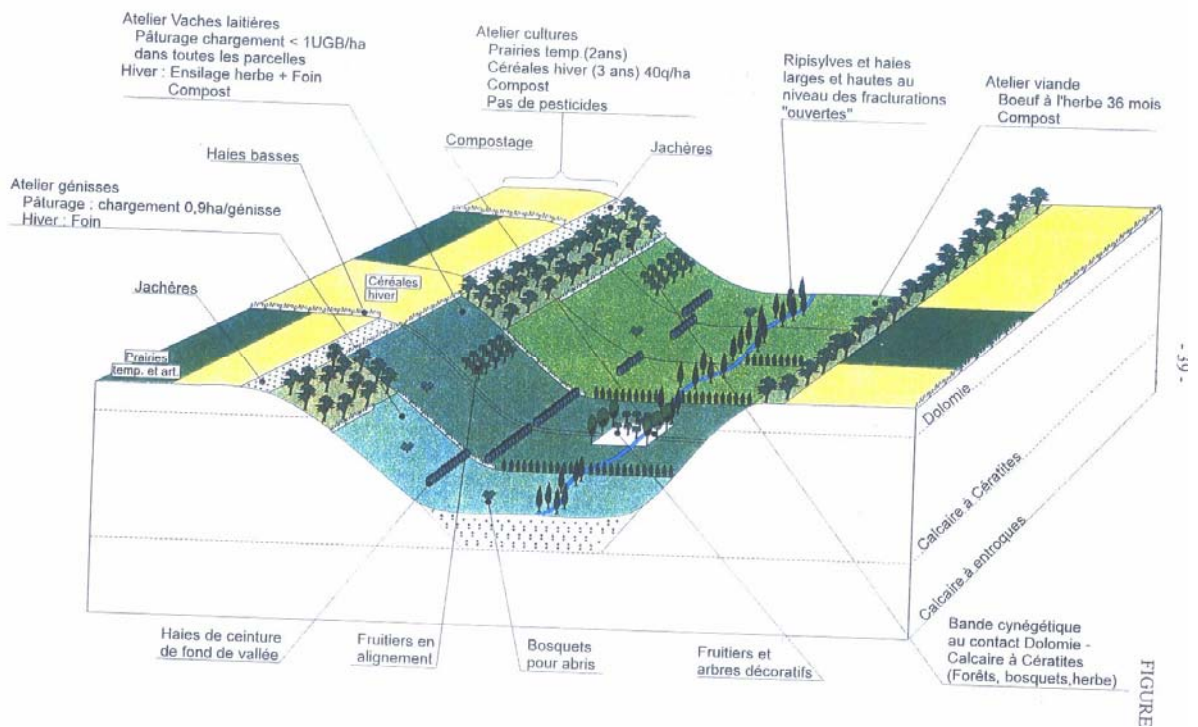 Atelier Vaches laitières
Pâturage chargement < 1UGB/ha
dans toutes les parcelles
Hiver : Ensilage herbe + Foin
Compost
Atelier cultures
Prairies temp.(2ans)
Céréales hiver (3 ans) 40q/ha
Compost
Pas de pesticides
Ripisylves et haies
larges et hautes au
niveau des fracturations
"ouvertes"
Atelier viande
Boeuf à l'herbe 36 mois
Compost
Haies basses
Compostage
Jachères
Atelier génisses
Pâturage : chargement 0,9ha/génisse
Hiver : Foin
Jachères
Céréales
hiver
Prairies
temp. et art.
- 39 -
Dolomie
Calcaire à Cératites
Calcaire à entroques
Haies de ceinture
de fond de vallée
Fruitiers en
alignement
Bosquets
pour abris
Fruitiers et
arbres décoratifs
Bande cynégétique
au contact Dolomie -
Calcaire à Cératites
(Forêts, bosquets,herbe)
FIGURE